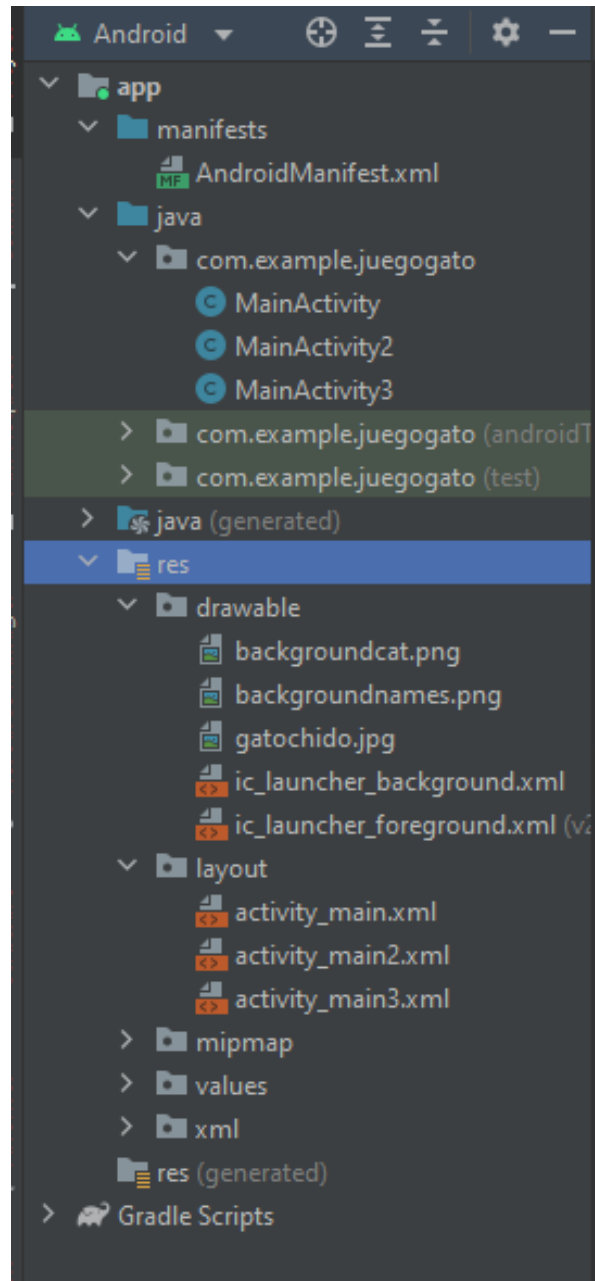 Android
app
manifests
AndroidManifest.xml
java
com.example.juegogato
MainActivity
MainActivity2
MainActivity3
com.example.juegogato (androidT
com.example.juegogato (test)
java (generated)
res
drawable
backgroundcat.png
backgroundnames.png
gatochido.jpg
ic_launcher_background.xml
ic_launcher_foreground.xml (v2
layout
activity_main.xml
activity_main2.xml
activity_main3.xml
mipmap
values
xml
res (generated)
Gradle Scripts